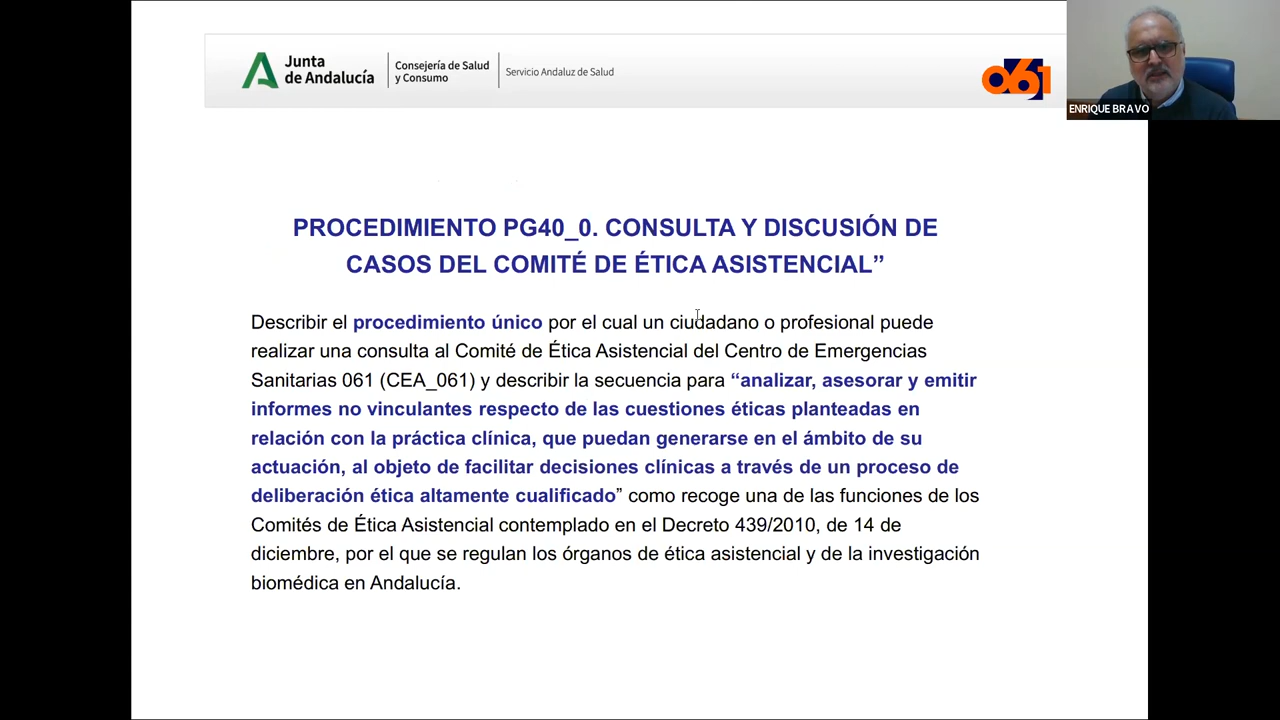 Junta
de Andalucía
Consejería de Salud
y Consumo
Servicio Andaluz de Salud
061
ENRIQUE BRAVO
PROCEDIMIENTO PG40_0. CONSULTA Y DISCUSIÓN DE
CASOS DEL COMITÉ DE ÉTICA ASISTENCIAL”
Describir el procedimiento único por el cual un ciudadano o profesional puede
realizar una consulta al Comité de Ética Asistencial del Centro de Emergencias
Sanitarias 061 (CEA_061) y describir la secuencia para “analizar, asesorar y emitir
informes no vinculantes respecto de las cuestiones éticas planteadas en
relación con la práctica clínica, que puedan generarse en el ámbito de su
actuación, al objeto de facilitar decisiones clínicas a través de un proceso de
deliberación ética altamente cualificado” como recoge una de las funciones de los
Comités de Ética Asistencial contemplado en el Decreto 439/2010, de 14 de
diciembre, por el que se regulan los órganos de ética asistencial y de la investigación
biomédica en Andalucía.